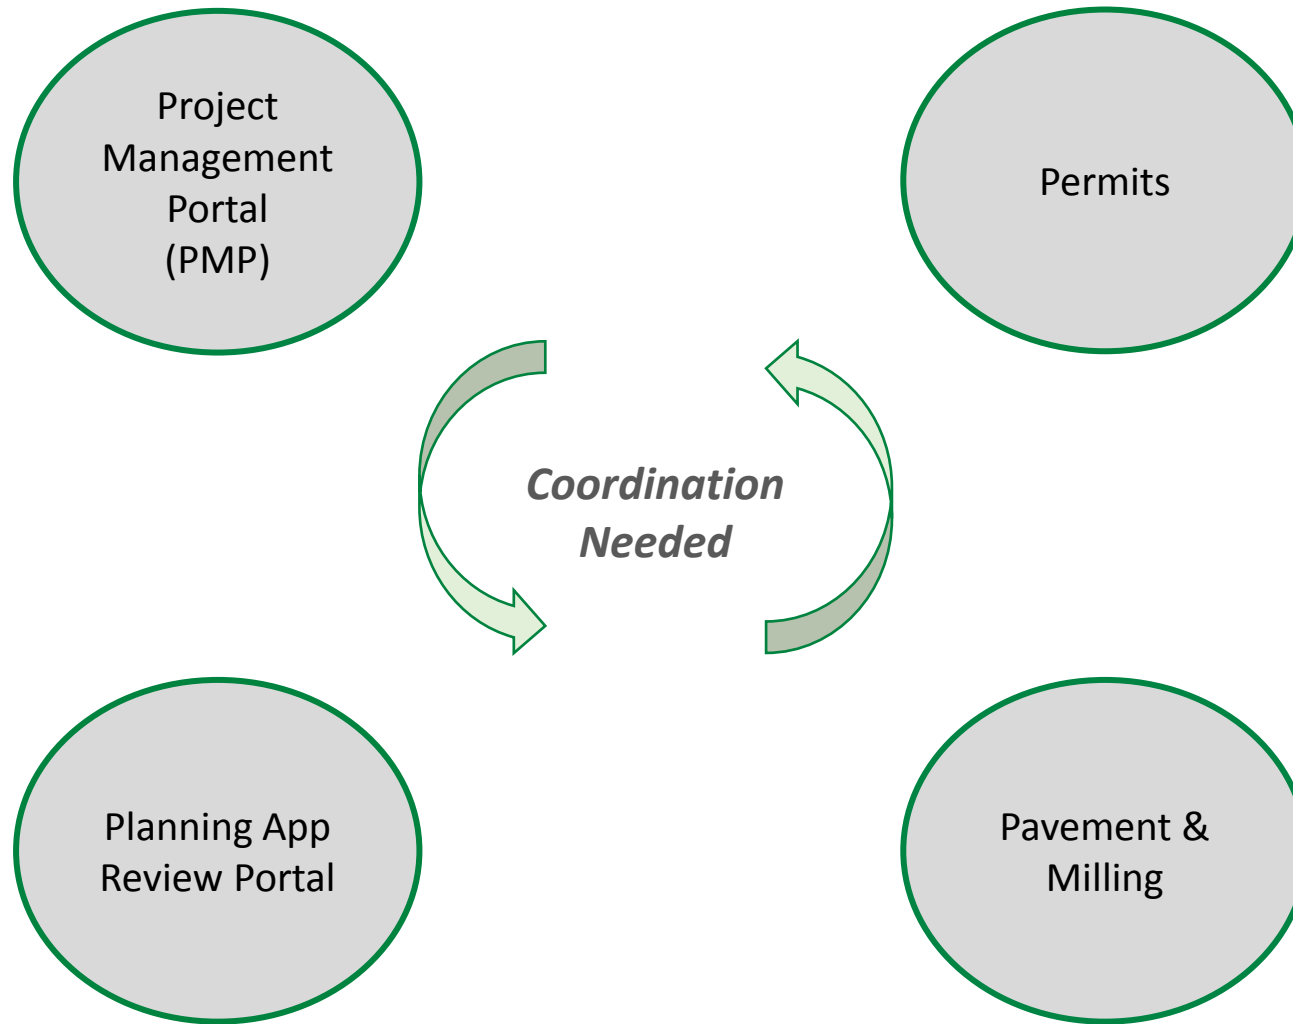 Project
Management
Portal
(PMP)
Permits
Coordination
Needed
Planning App
Review Portal
Pavement &
Milling